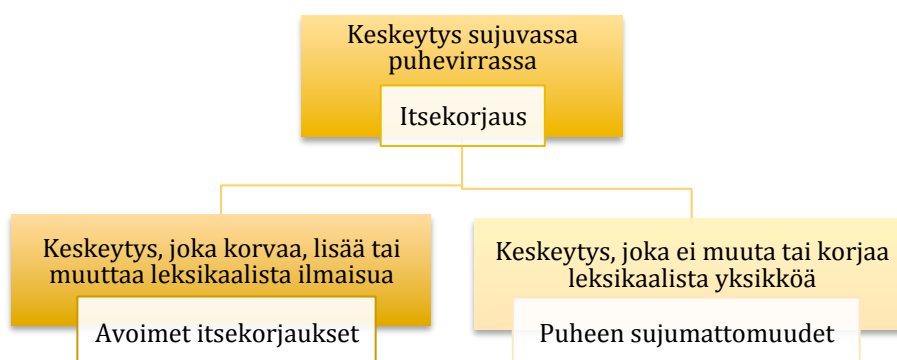 Keskeytys sujuvassa
puhevirrassa
Itsekorjaus
Keskeytys, joka korvaa, lisää tai
muuttaa leksikaalista ilmaisua
Avoimet itsekorjaukset
Keskeytys, joka ei muuta tai korjaa
leksikaalista yksikköä
Puheen sujumattomuudet